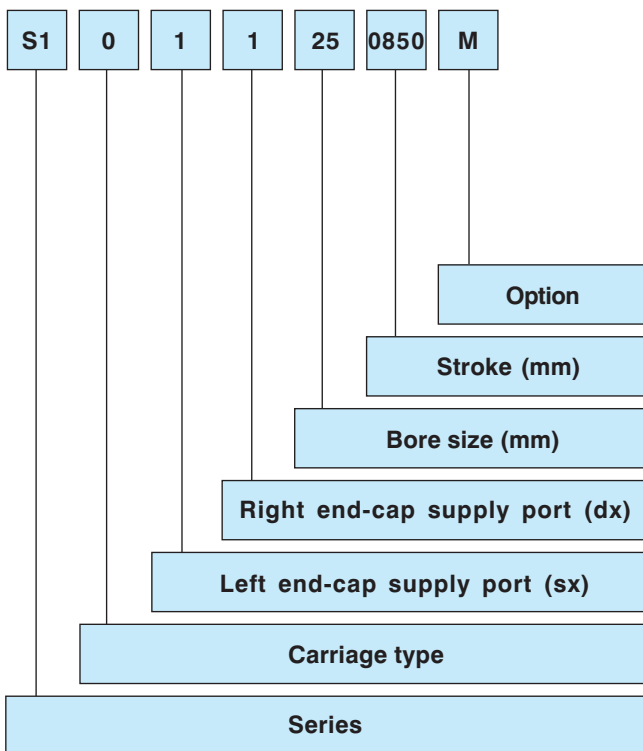 S1 0 1 1 25 0850 M
Option
Stroke (mm)
Bore size (mm)
Right end-cap supply port (dx)
Left end-cap supply port (sx)
Carriage type
Series